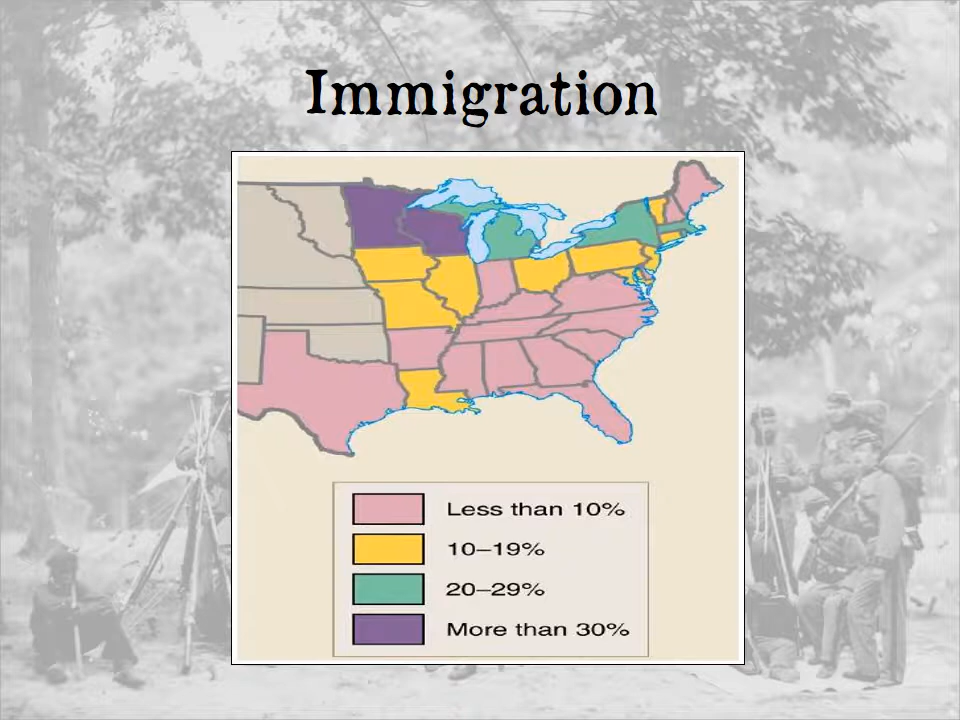 Immigration
Less than 10%
10–19%
20–29%
More than 30%